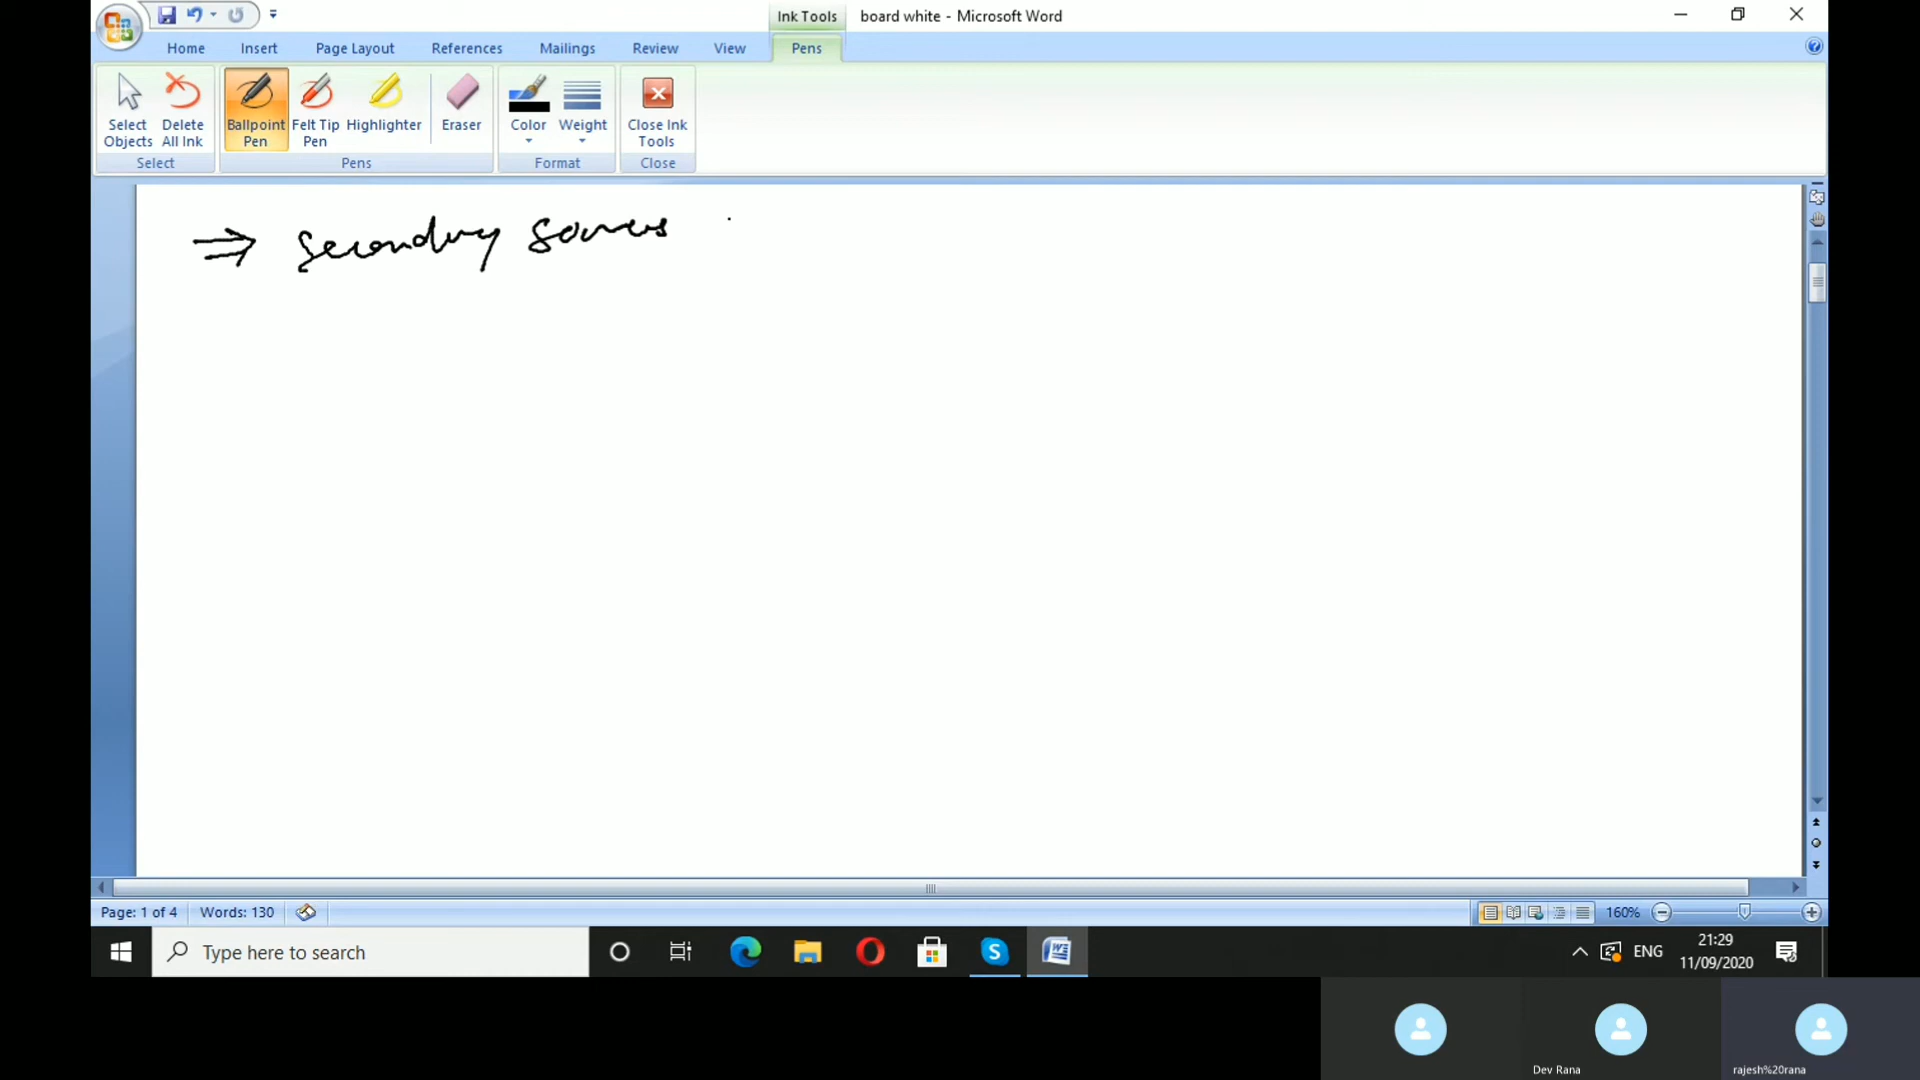 Ink Tools board white - Microsoft Word
Home Insert Page Layout References Mailings Review View Pens
Select Objects Delete All Ink Ballpoint Pen Felt Tip Pen Highlighter Eraser Color Weight Close Ink Tools
Select Pens Format Close
⇒ Secondary sources
Page: 1 of 4 Words: 130 160%
Type here to search ENG 21:29 11/09/2020
Dev Rana rajesh%20rana